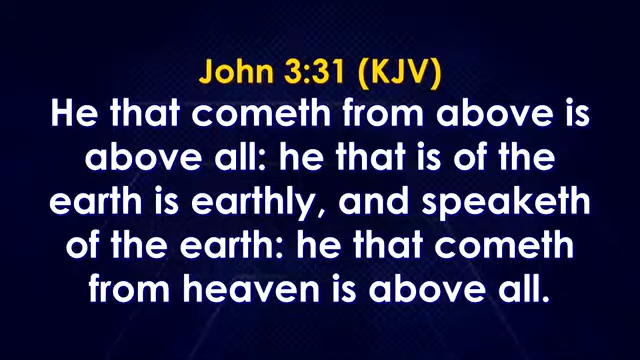 John 3:31 (KJV)
He that cometh from above is
above all: he that is of the
earth is earthly, and speaketh
of the earth: he that cometh
from heaven is above all.